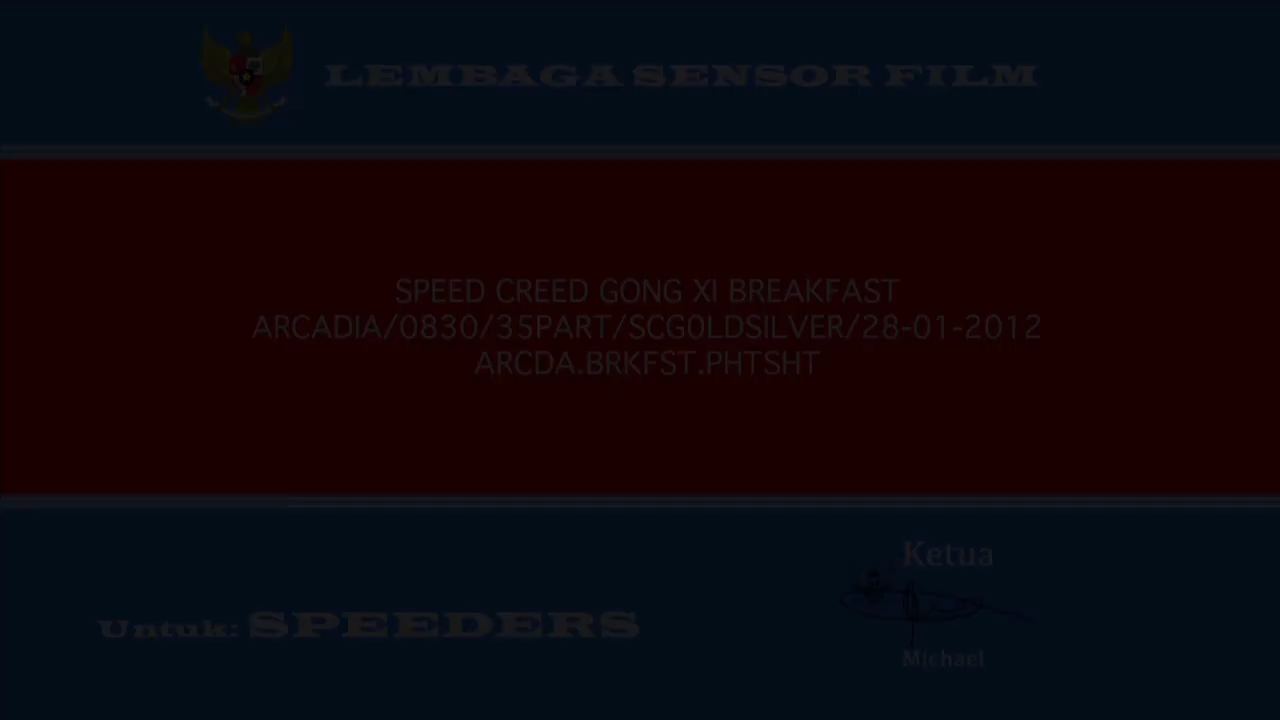 LEMBAGA SENSOR FILM
SPEED CREED GONG XI BREAKFAST
ARCADIA/0830/35PART/SCG0LDSILVER/28-01-2012
ARCDA.BRKFST.PHTSHT
Ketua
Untuk: SPEEDERS
Michael